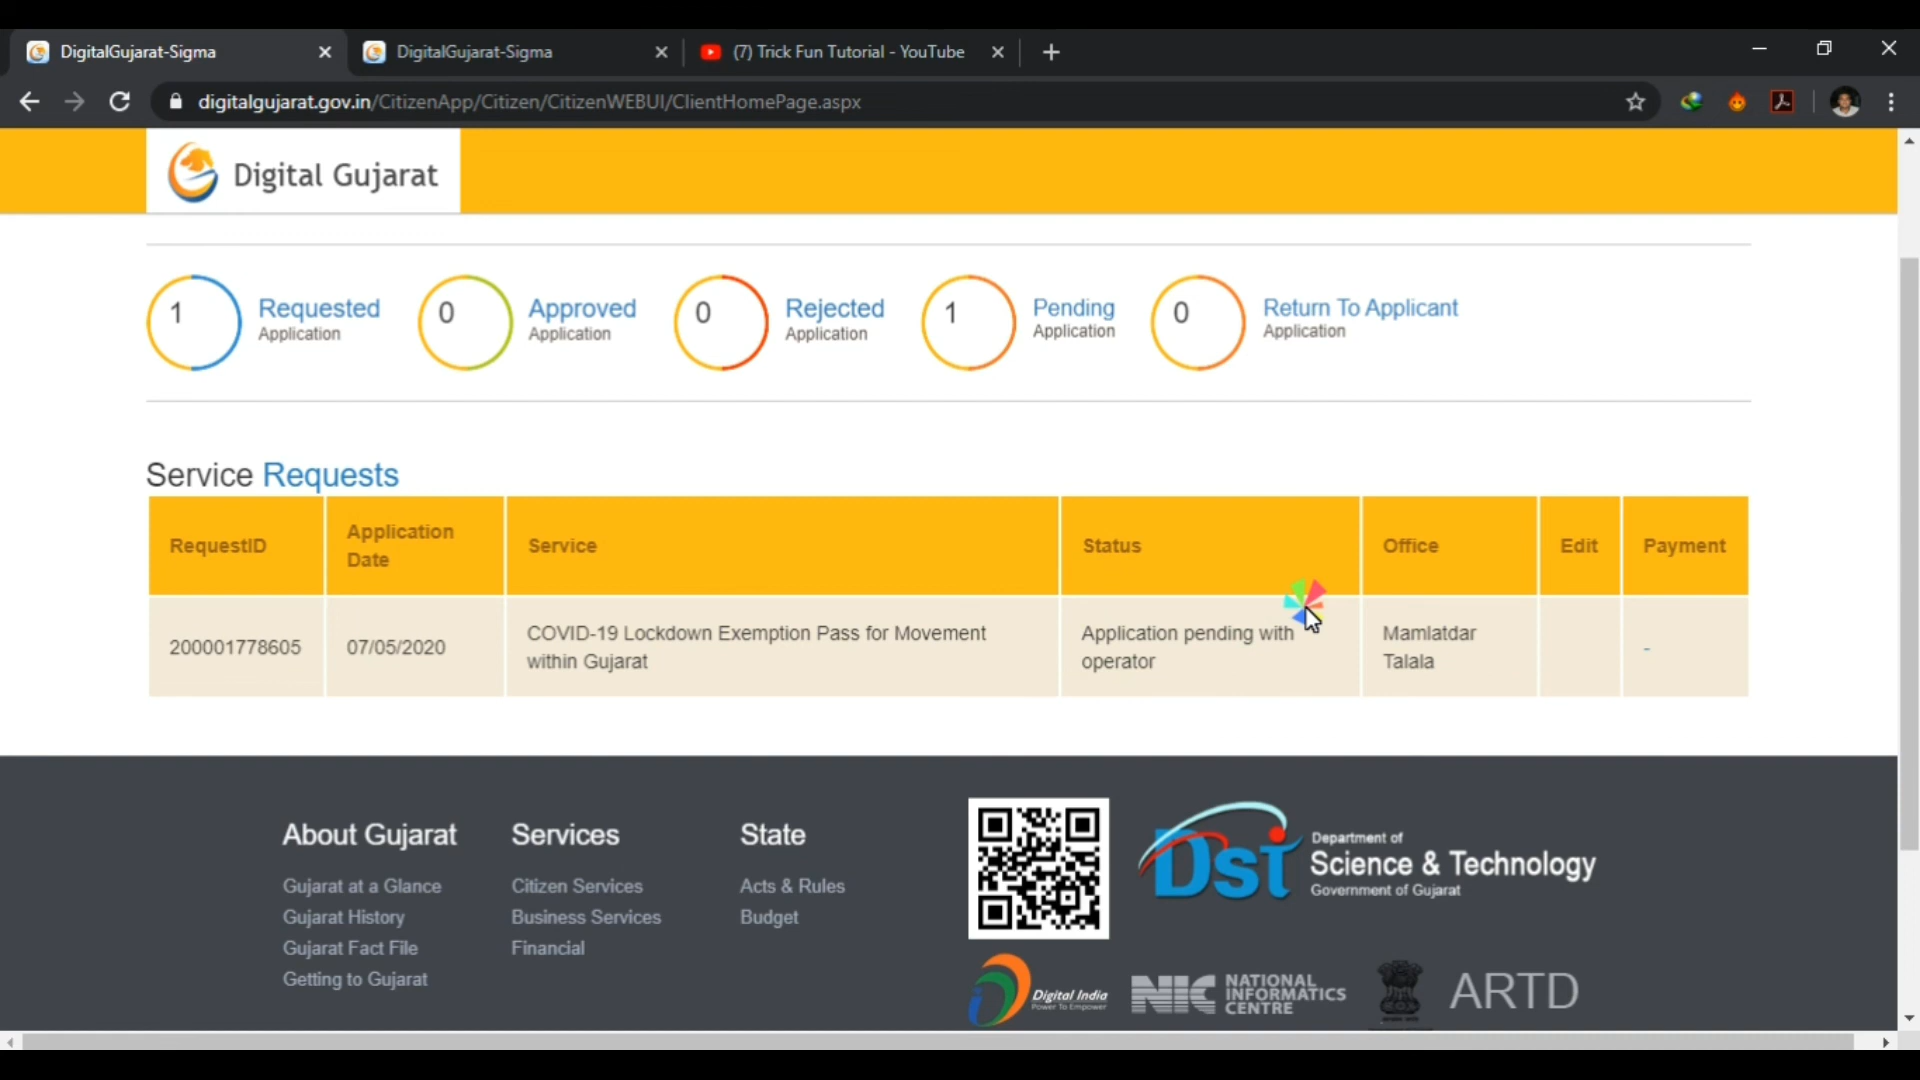 DigitalGujarat-Sigma
DigitalGujarat-Sigma
(7) Trick Fun Tutorial - YouTube
digitalgujarat.gov.in/CitizenApp/Citizen/CitizenWEBUI/ClientHomePage.aspx
Digital Gujarat
1 Requested Application
0 Approved Application
0 Rejected Application
1 Pending Application
0 Return To Applicant Application
Service Requests
RequestID Application Date Service Status Office Edit Payment
200001778605 07/05/2020 COVID-19 Lockdown Exemption Pass for Movement within Gujarat Application pending with operator Mamlatdar Talala -
About Gujarat
Gujarat at a Glance
Gujarat History
Gujarat Fact File
Getting to Gujarat
Services
Citizen Services
Business Services
Financial
State
Acts & Rules
Budget
Dst
Department of
Science & Technology
Government of Gujarat
Digital India
Power To Empower
NIC NATIONAL INFORMATICS CENTRE
ARTD